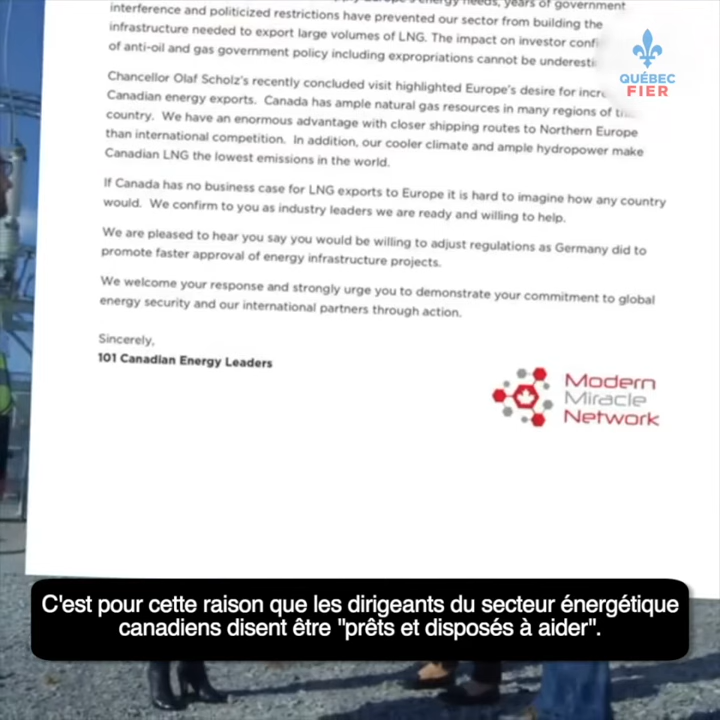 interference and politicized restrictions have prevented our sector from building the
infrastructure needed to export large volumes of LNG. The impact on investor
of anti-oil and gas government policy including expropriations cannot be
QUÉBEC
FIER
Chancellor Olaf Scholz's recently concluded visit highlighted Europe's desire for
Canadian energy exports. Canada has ample natural gas resources in many regions of
country. We have an enormous advantage with closer shipping routes to Northern Europe
than international competition. In addition, our cooler climate and ample hydropower make
Canadian LNG the lowest emissions in the world.
If Canada has no business case for LNG exports to Europe it is hard to imagine how any country
would. We confirm to you as industry leaders we are ready and willing to help.
We are pleased to hear you say you would be willing to adjust regulations as Germany did to
promote faster approval of energy infrastructure projects.
We welcome your response and strongly urge you to demonstrate your commitment to global
energy security and our international partners through action.
Sincerely,
101 Canadian Energy Leaders
Modern
Miracle
Network
C'est pour cette raison que les dirigeants du secteur énergétique
canadiens disent être "prêts et disposés à aider".